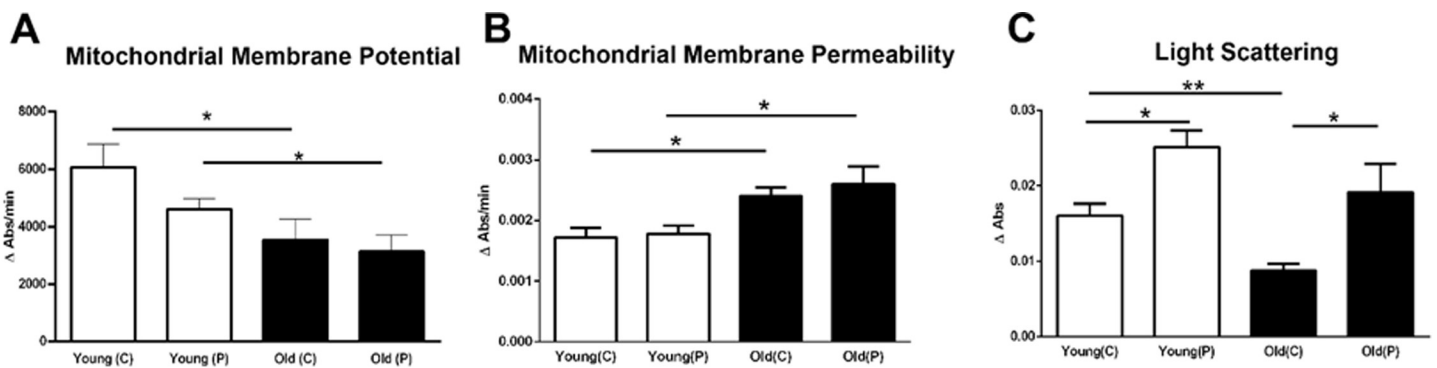 A
Mitochondrial Membrane Potential
8000
6000
4000
2000
0
Δ Abs/min
*
*
Young (C)
Young (P)
Old (C)
Old (P)
B
Mitochondrial Membrane Permeability
0.004
0.003
0.002
0.001
0.000
Δ Abs/min
*
*
Young(C)
Young(P)
Old(C)
Old(P)
C
Light Scattering
0.03
0.02
0.01
0.00
Δ Abs
**
*
*
Young(C)
Young(P)
Old(C)
Old(P)